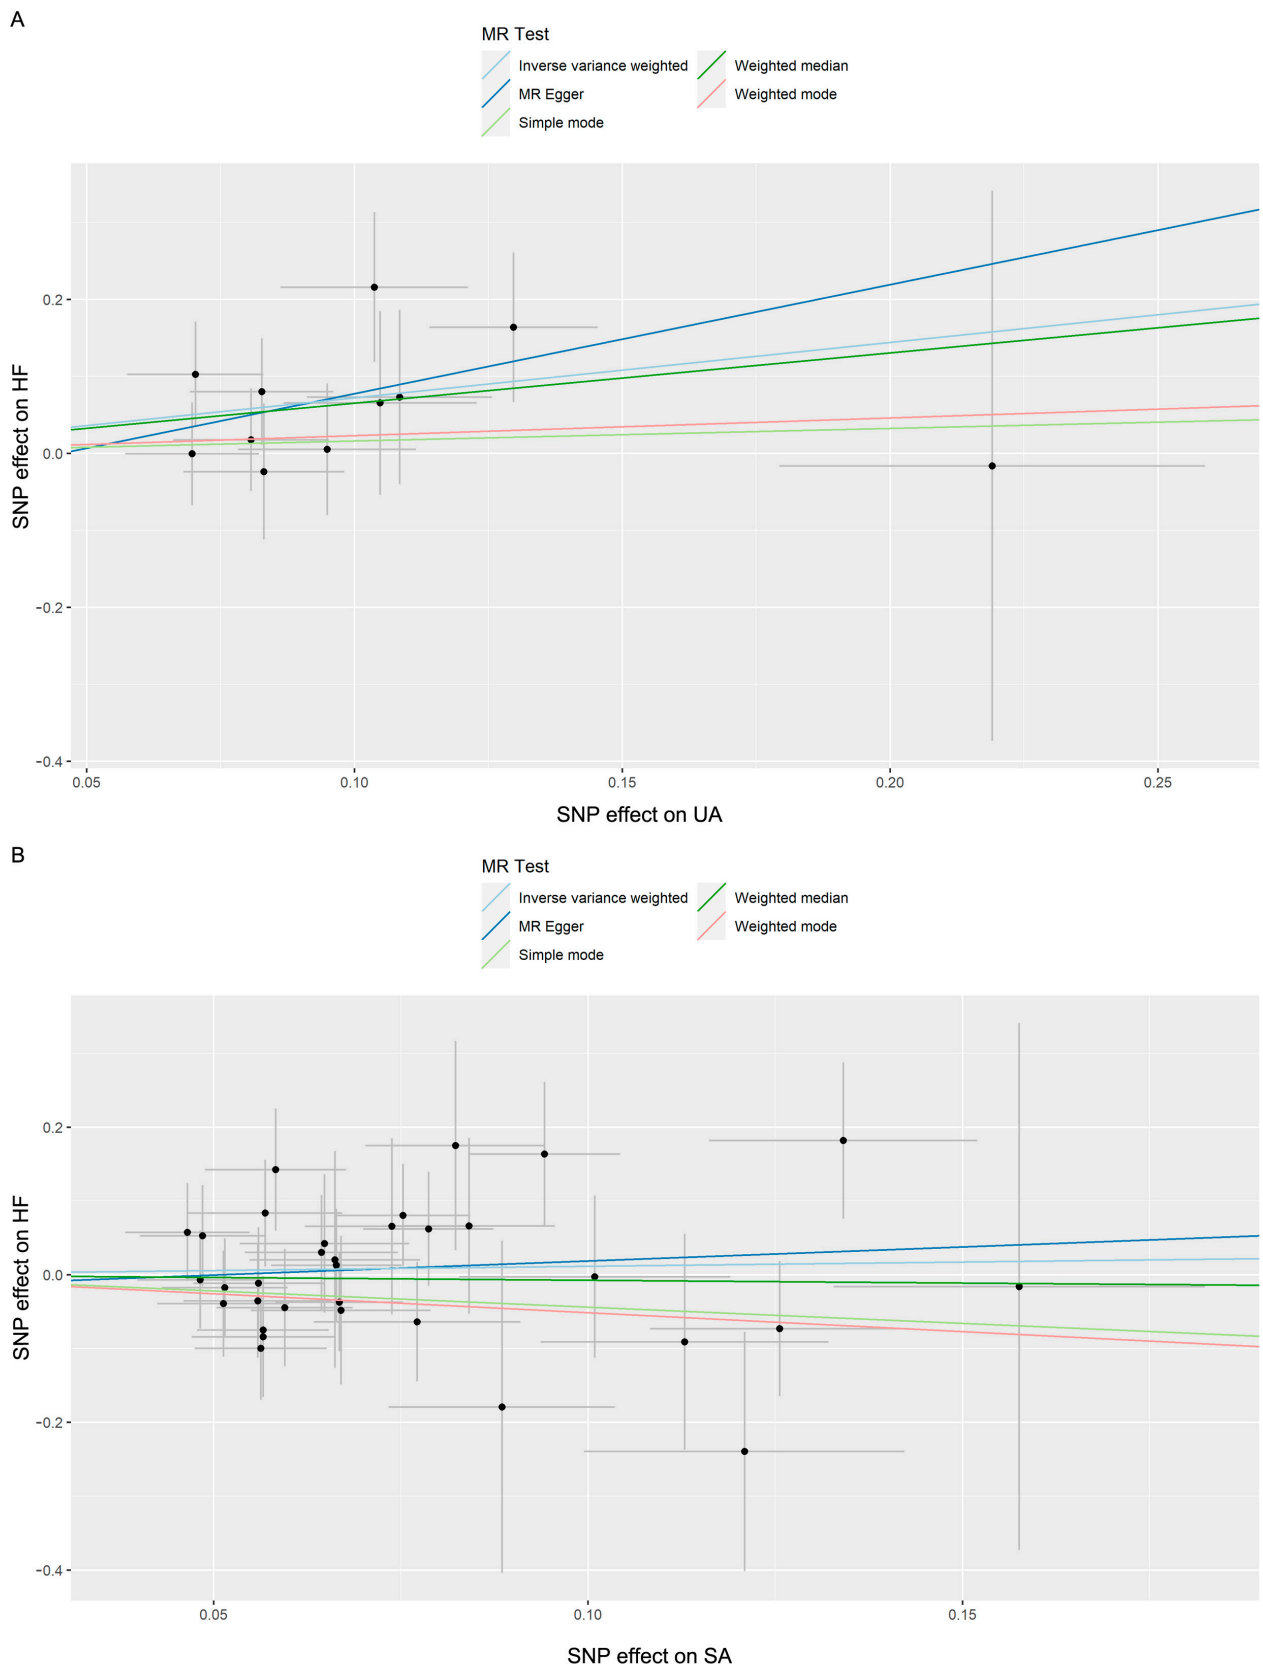 A
MR Test
Inverse variance weighted
Weighted median
MR Egger
Weighted mode
Simple mode
SNP effect on HF
0.2
0.0
−0.2
−0.4
0.05 0.10 0.15 0.20 0.25
SNP effect on UA
B
MR Test
Inverse variance weighted
Weighted median
MR Egger
Weighted mode
Simple mode
SNP effect on HF
0.2
0.0
−0.2
−0.4
0.05 0.10 0.15
SNP effect on SA